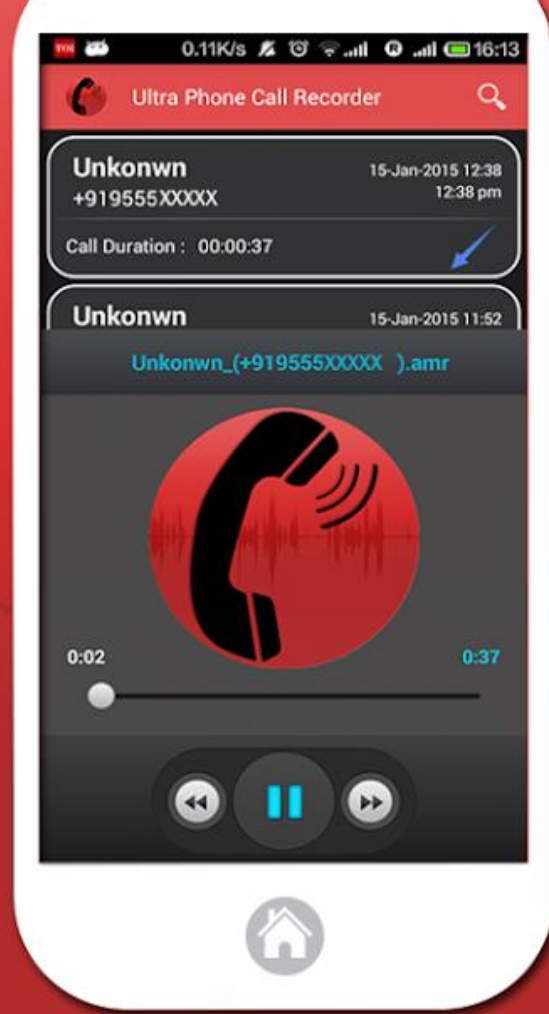 TOI 0.11K/s R 16:13
Ultra Phone Call Recorder
Unkonwn 15-Jan-2015 12:38
+919555XXXXX 12:38 pm
Call Duration : 00:00:37
Unkonwn 15-Jan-2015 11:52
Unkonwn_(+919555XXXXX ).amr
0:02 0:37